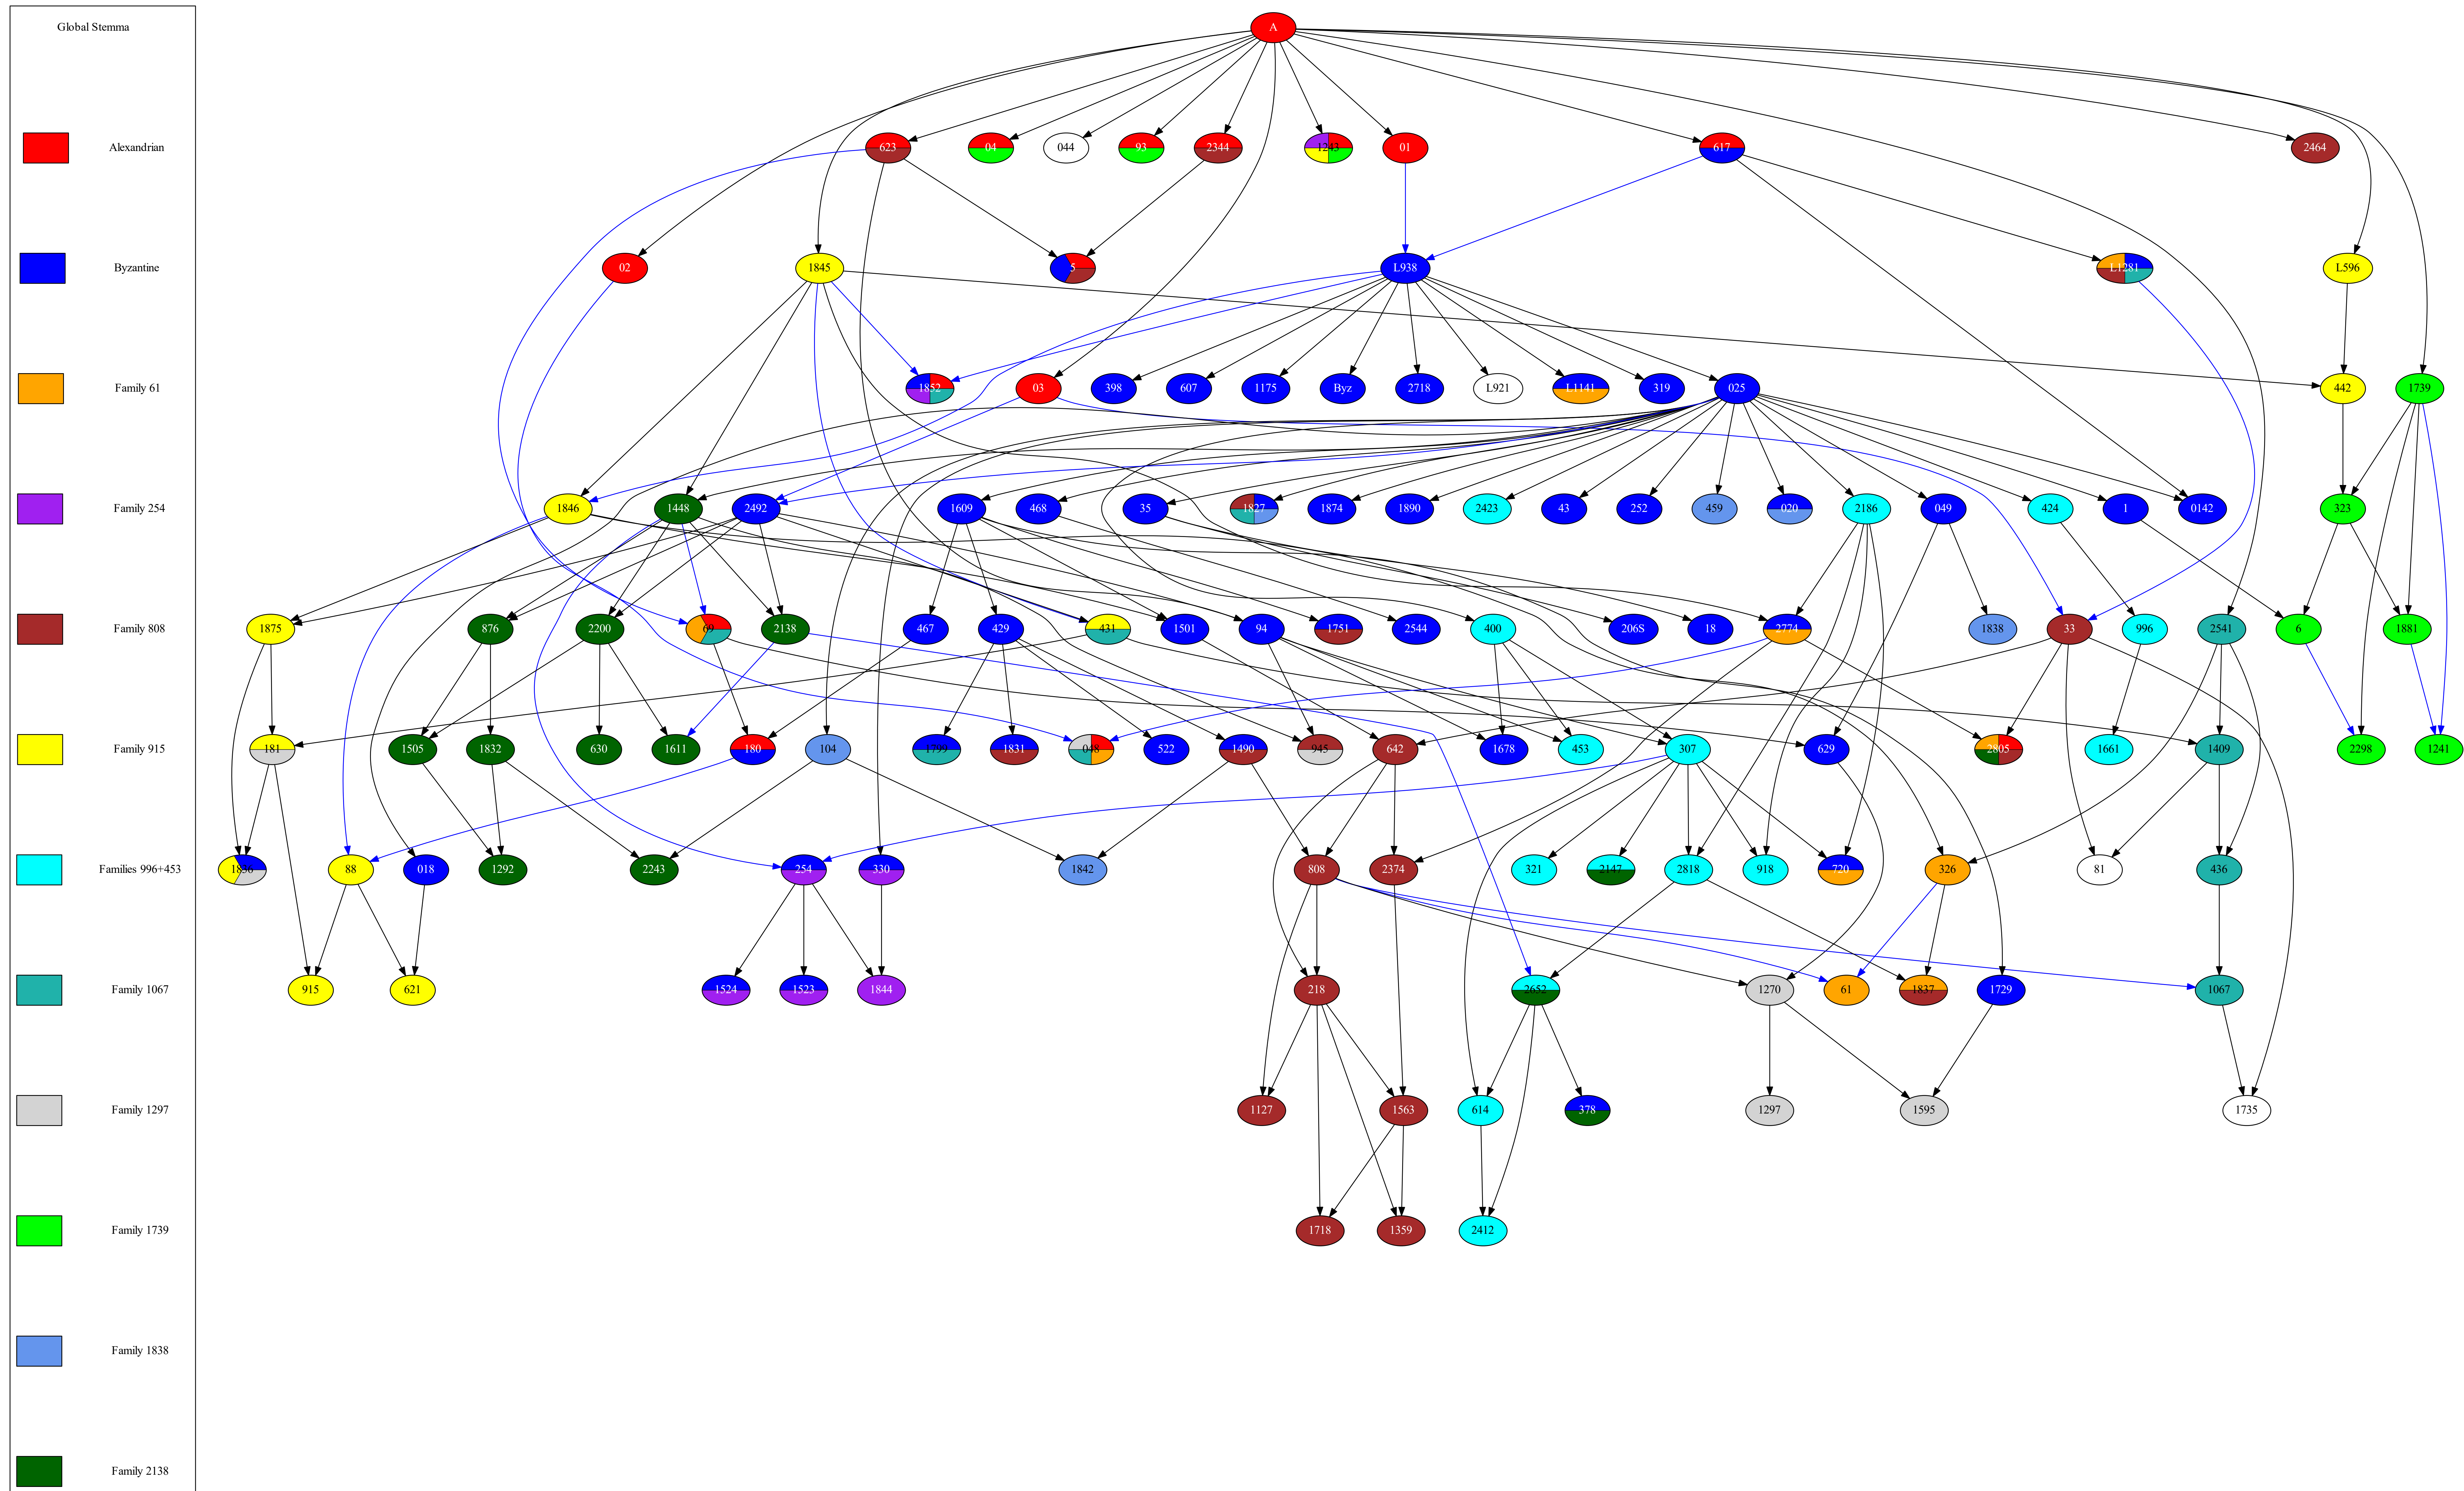 Global Stemma
Alexandrian
Byzantine
Family 61
Family 254
Family 808
Family 915
Families 996+453
Family 1067
Family 1297
Family 1739
Family 1838
Family 2138
A
623 04 044 93 2344 1243 01 617 2464
02 1845 5 L938 L1281 L596
1852 03 398 607 1175 Byz 2718 L921 L1141 319 025 442 1739
1846 1448 2492 1609 468 35 1827 1874 1890 2423 43 252 459 020 2186 049 424 1 0142 323
1875 876 2200 69 2138 467 429 431 1501 94 1751 2544 400 206S 18 2774 1838 33 996 2541 6 1881
181 1505 1832 630 1611 180 104 1799 1831 048 522 1490 945 642 1678 453 307 629 2805 1661 1409 2298 1241
88 018 1292 2243 254 330 1842 808 2374 321 2147 2818 918 720 326 81 436
915 621 1524 1523 1844 218 2652 1270 61 1837 1729 1067
1127 1563 614 378 1297 1595 1735
1718 1359 2412